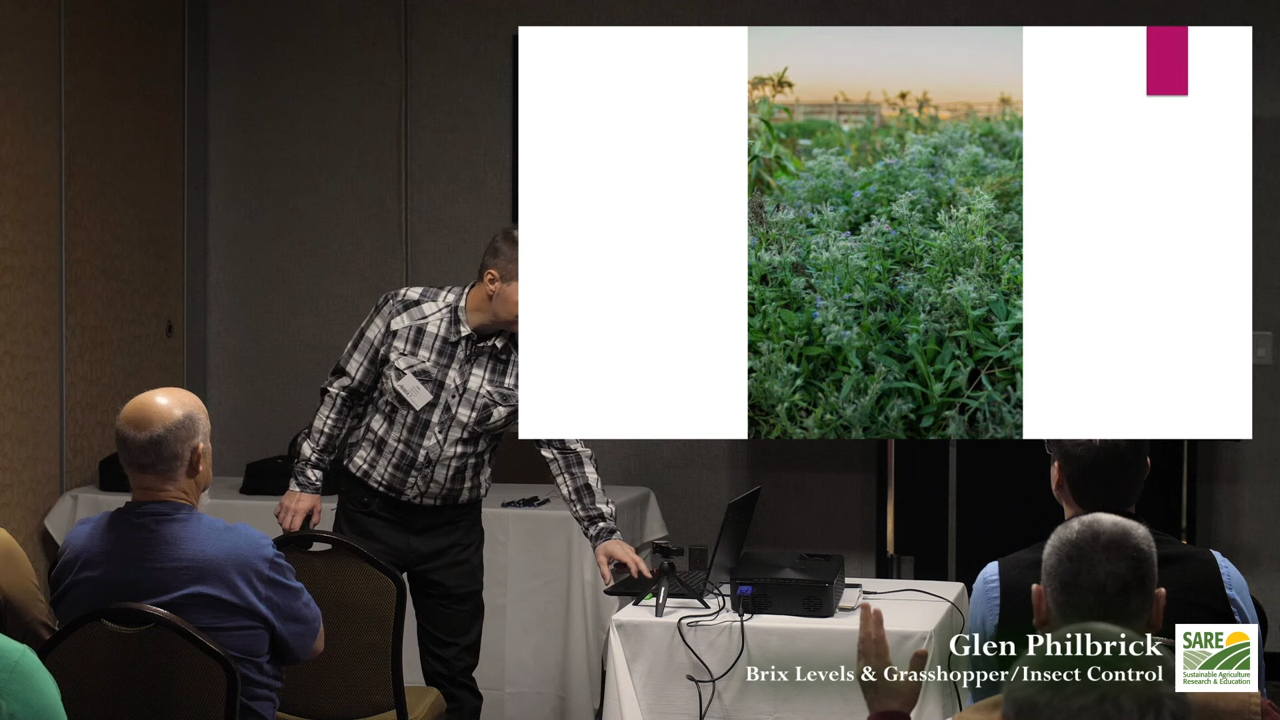 Glen Philbrick
Brix Levels & Grasshopper/Insect Control
SARE
Sustainable Agriculture
Research & Education